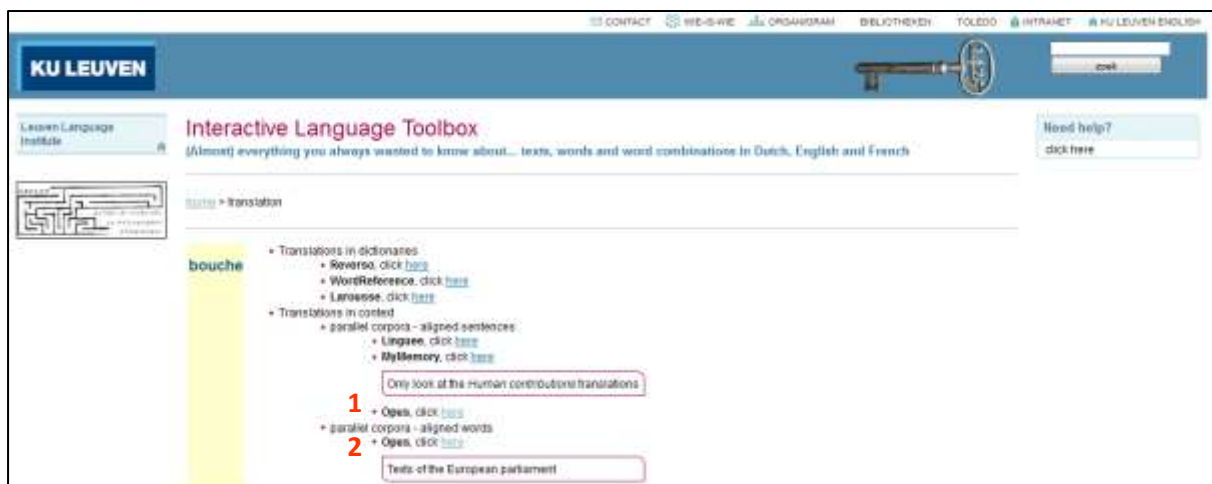 CONTACT WIE-IS-WIE ORGANIGRAM BIBLIOTHEKEN TOLEDO INTRANET KU LEUVEN ENGLISH
KU LEUVEN
zoek
Leuven Language
Institute
Interactive Language Toolbox
(Almost) everything you always wanted to know about... texts, words and word combinations in Dutch, English and French
Need help?
click here
home > translation
bouche
• Translations in dictionaries
• Reverso, click here
• WordReference, click here
• Larousse, click here
• Translations in context
• parallel corpora - aligned sentences
• Linguee, click here
• MyMemory, click here
Only look at the Human contributions translations
1 • Opus, click here
• parallel corpora - aligned words
2 • Opus, click here
Texts of the European parliament